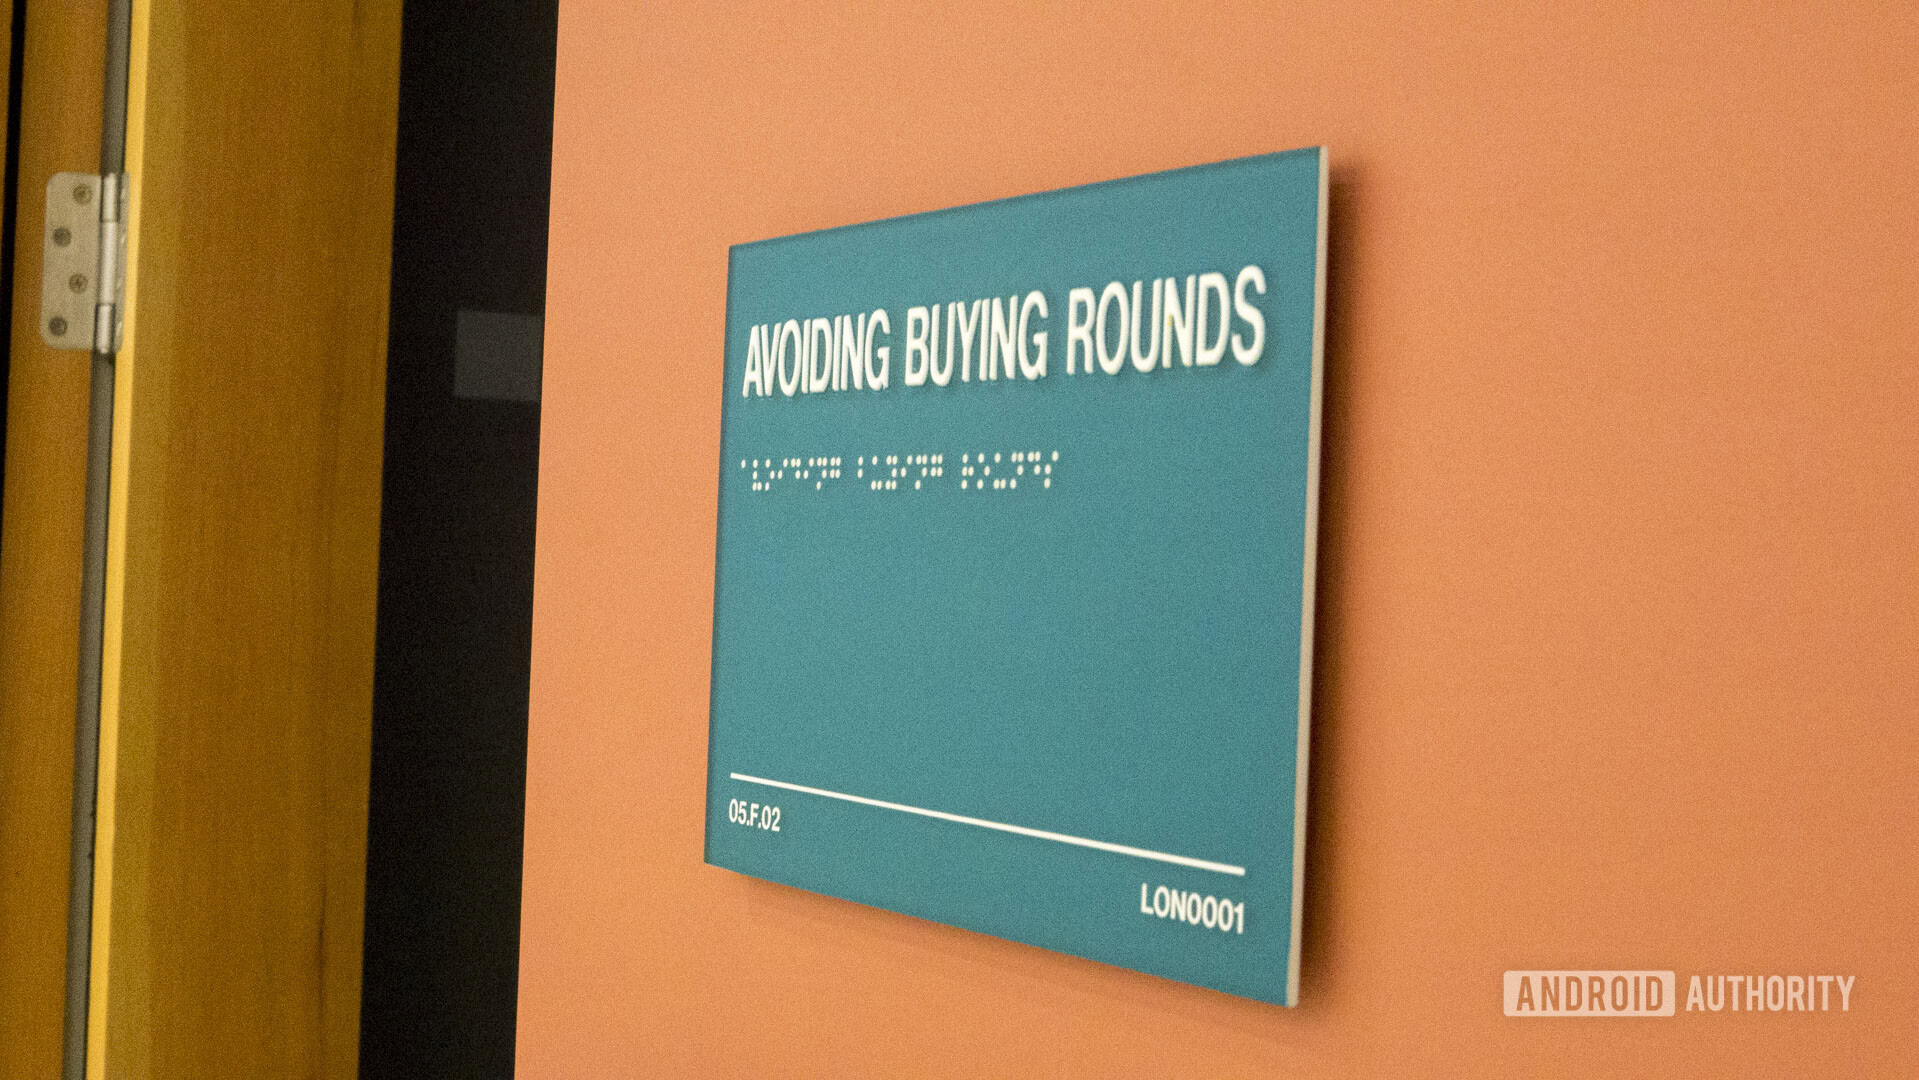 AVOIDING BUYING ROUNDS
05.F.02
LON0001
ANDROID AUTHORITY